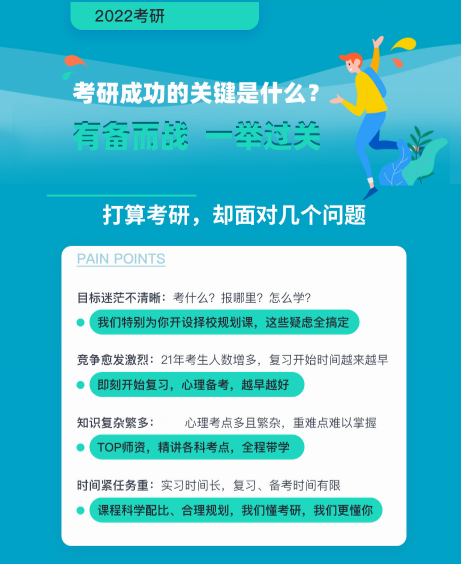 2022考研
考研成功的关键是什么？
有备而战 一举过关
打算考研，却面对几个问题
PAIN POINTS
目标迷茫不清晰：考什么？报哪里？怎么学？
我们特别为你开设择校规划课，这些疑虑全搞定
竞争愈发激烈：21年考生人数增多，复习开始时间越来越早
即刻开始复习，心理备考，越早越好
知识复杂繁多： 心理考点多且繁杂，重难点难以掌握
TOP师资，精讲各科考点，全程带学
时间紧任务重：实习时间长，复习、备考时间有限
课程科学配比、合理规划，我们懂考研，我们更懂你